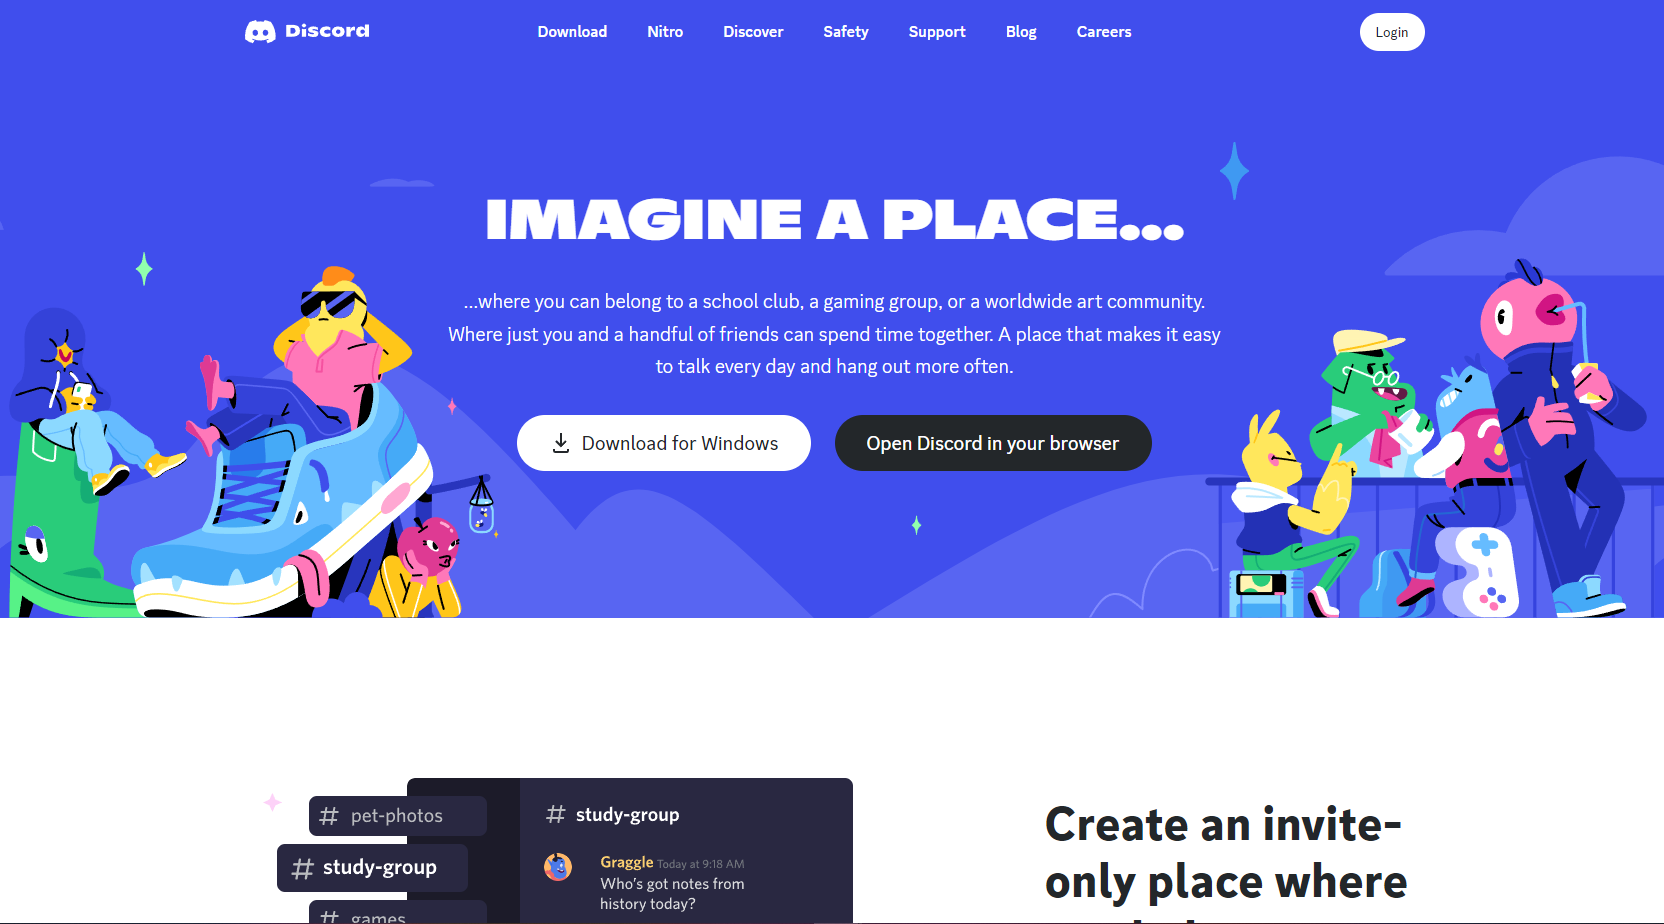 Discord
Download Nitro Discover Safety Support Blog Careers
Login
IMAGINE A PLACE...
...where you can belong to a school club, a gaming group, or a worldwide art community.
Where just you and a handful of friends can spend time together. A place that makes it easy
to talk every day and hang out more often.
Download for Windows
Open Discord in your browser
# pet-photos
# study-group
# games
# study-group
Graggle Today at 9:18 AM
Who's got notes from
history today?
Create an invite-
only place where